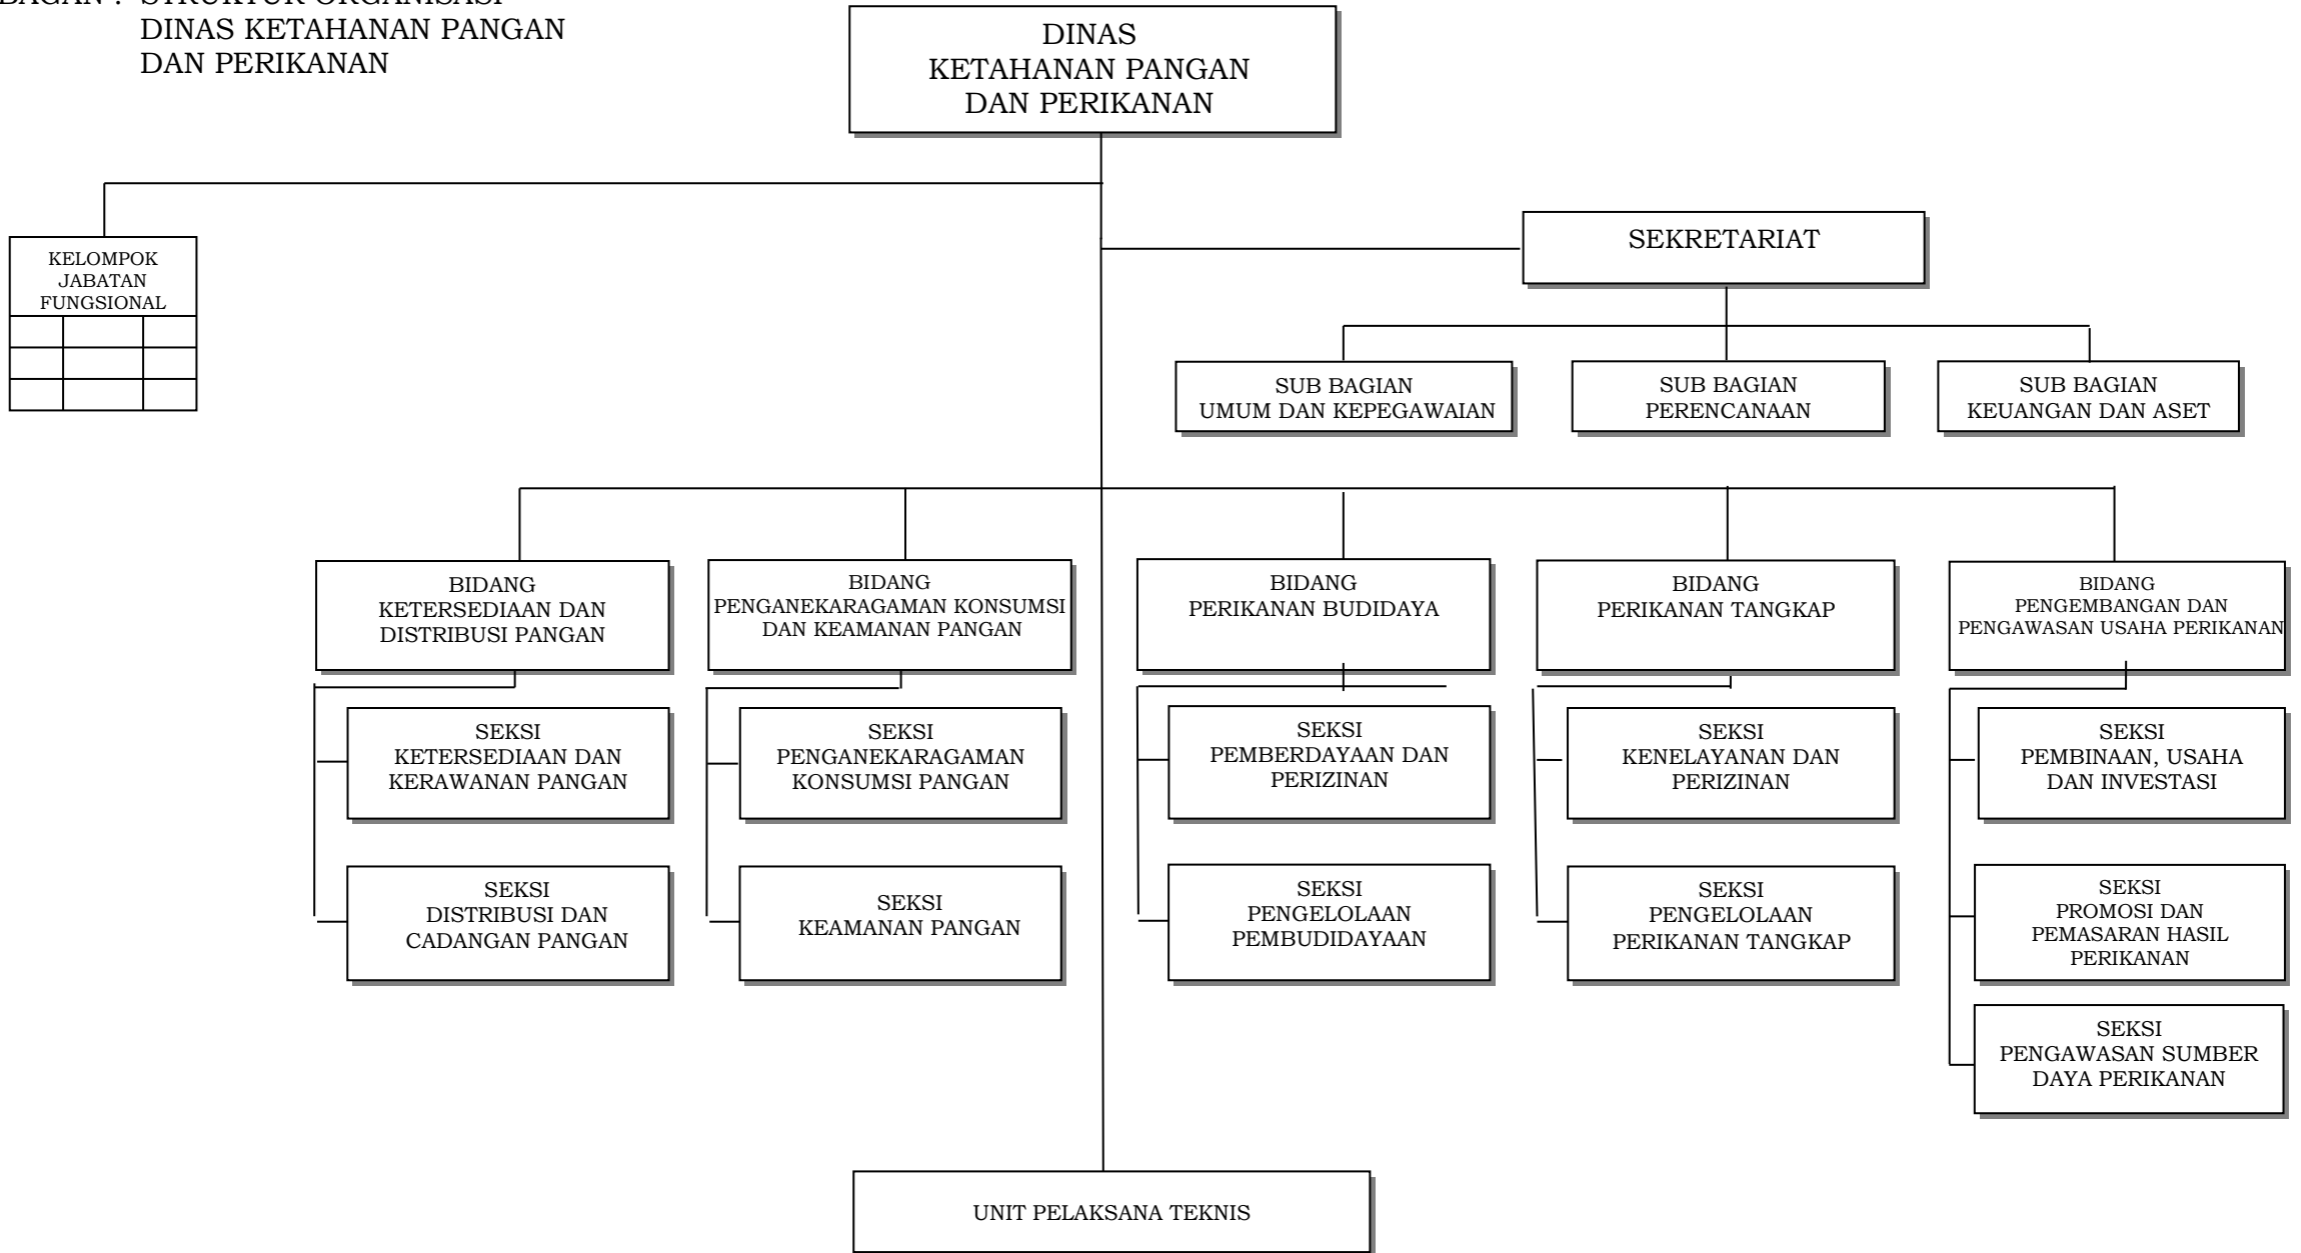 BAGAN : STRUKTUR ORGANISASI
DINAS KETAHANAN PANGAN
DAN PERIKANAN
DINAS
KETAHANAN PANGAN
DAN PERIKANAN
KELOMPOK
JABATAN
FUNGSIONAL
SEKRETARIAT
SUB BAGIAN
UMUM DAN KEPEGAWAIAN
SUB BAGIAN
PERENCANAAN
SUB BAGIAN
KEUANGAN DAN ASET
BIDANG
KETERSEDIAAN DAN
DISTRIBUSI PANGAN
BIDANG
PENGANEKARAGAMAN KONSUMSI
DAN KEAMANAN PANGAN
BIDANG
PERIKANAN BUDIDAYA
BIDANG
PERIKANAN TANGKAP
BIDANG
PENGEMBANGAN DAN
PENGAWASAN USAHA PERIKANAN
SEKSI
KETERSEDIAAN DAN
KERAWANAN PANGAN
SEKSI
PENGANEKARAGAMAN
KONSUMSI PANGAN
SEKSI
PEMBERDAYAAN DAN
PERIZINAN
SEKSI
KENELAYANAN DAN
PERIZINAN
SEKSI
PEMBINAAN, USAHA
DAN INVESTASI
SEKSI
DISTRIBUSI DAN
CADANGAN PANGAN
SEKSI
KEAMANAN PANGAN
SEKSI
PENGELOLAAN
PEMBUDIDAYAAN
SEKSI
PENGELOLAAN
PERIKANAN TANGKAP
SEKSI
PROMOSI DAN
PEMASARAN HASIL
PERIKANAN
SEKSI
PENGAWASAN SUMBER
DAYA PERIKANAN
UNIT PELAKSANA TEKNIS